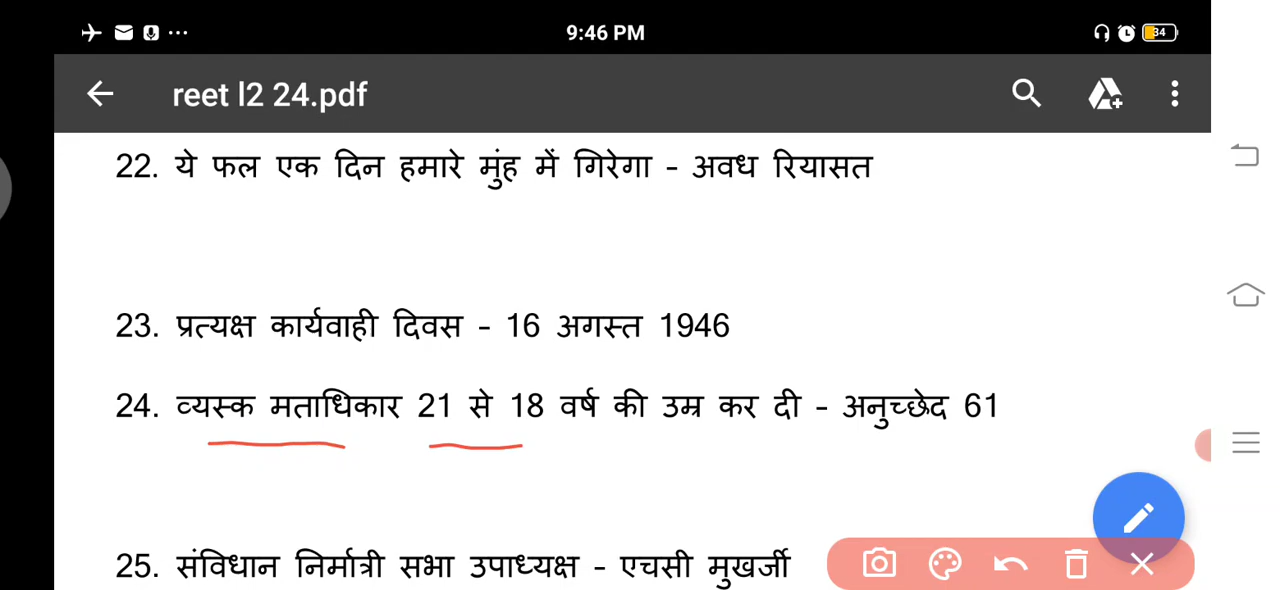 9:46 PM
34
reet l2 24.pdf
22. ये फल एक दिन हमारे मुंह में गिरेगा - अवध रियासत
23. प्रत्यक्ष कार्यवाही दिवस - 16 अगस्त 1946
24. व्यस्क मताधिकार 21 से 18 वर्ष की उम्र कर दी - अनुच्छेद 61
25. संविधान निर्मात्री सभा उपाध्यक्ष - एचसी मुखर्जी